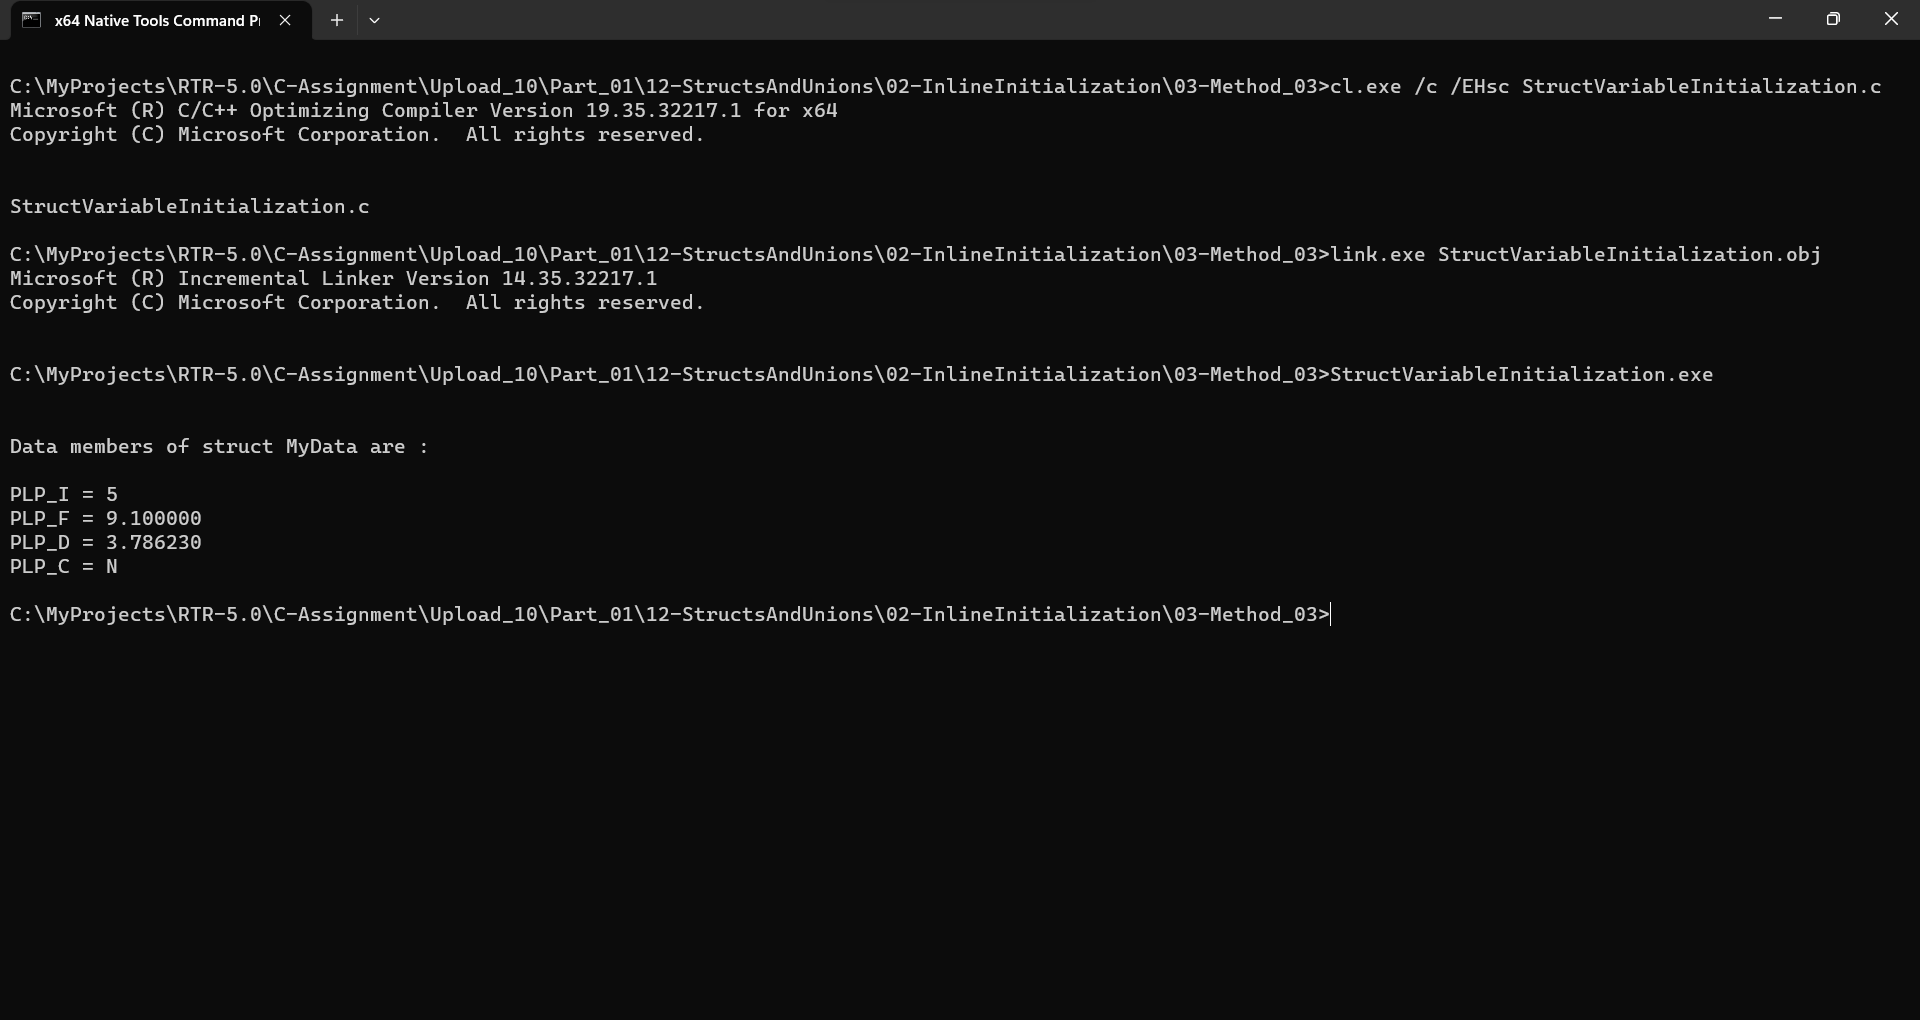 x64 Native Tools Command P
C:\MyProjects\RTR-5.0\C-Assignment\Upload_10\Part_01\12-StructsAndUnions\02-InlineInitialization\03-Method_03>cl.exe /c /EHsc StructVariableInitialization.c
Microsoft (R) C/C++ Optimizing Compiler Version 19.35.32217.1 for x64
Copyright (C) Microsoft Corporation.  All rights reserved.
StructVariableInitialization.c
C:\MyProjects\RTR-5.0\C-Assignment\Upload_10\Part_01\12-StructsAndUnions\02-InlineInitialization\03-Method_03>link.exe StructVariableInitialization.obj
Microsoft (R) Incremental Linker Version 14.35.32217.1
Copyright (C) Microsoft Corporation.  All rights reserved.
C:\MyProjects\RTR-5.0\C-Assignment\Upload_10\Part_01\12-StructsAndUnions\02-InlineInitialization\03-Method_03>StructVariableInitialization.exe
Data members of struct MyData are :
PLP_I = 5
PLP_F = 9.100000
PLP_D = 3.786230
PLP_C = N
C:\MyProjects\RTR-5.0\C-Assignment\Upload_10\Part_01\12-StructsAndUnions\02-InlineInitialization\03-Method_03>